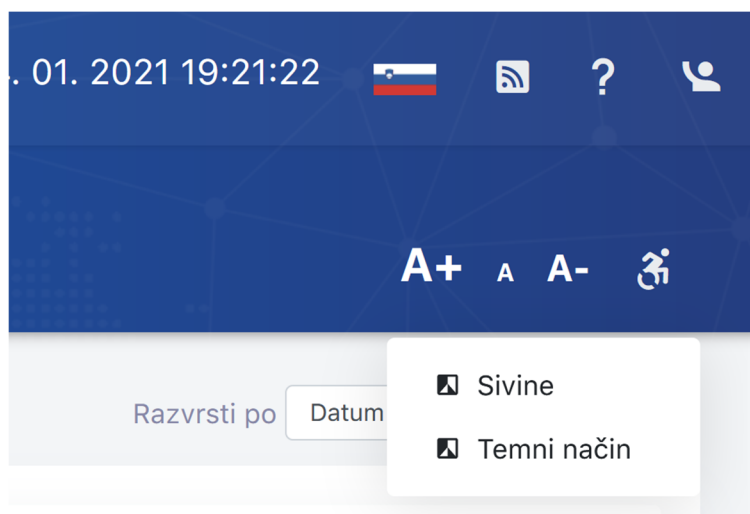 . 01. 2021 19:21:22
?
A+ A A-
Sivine
Razvrsti po Datum
Temni način